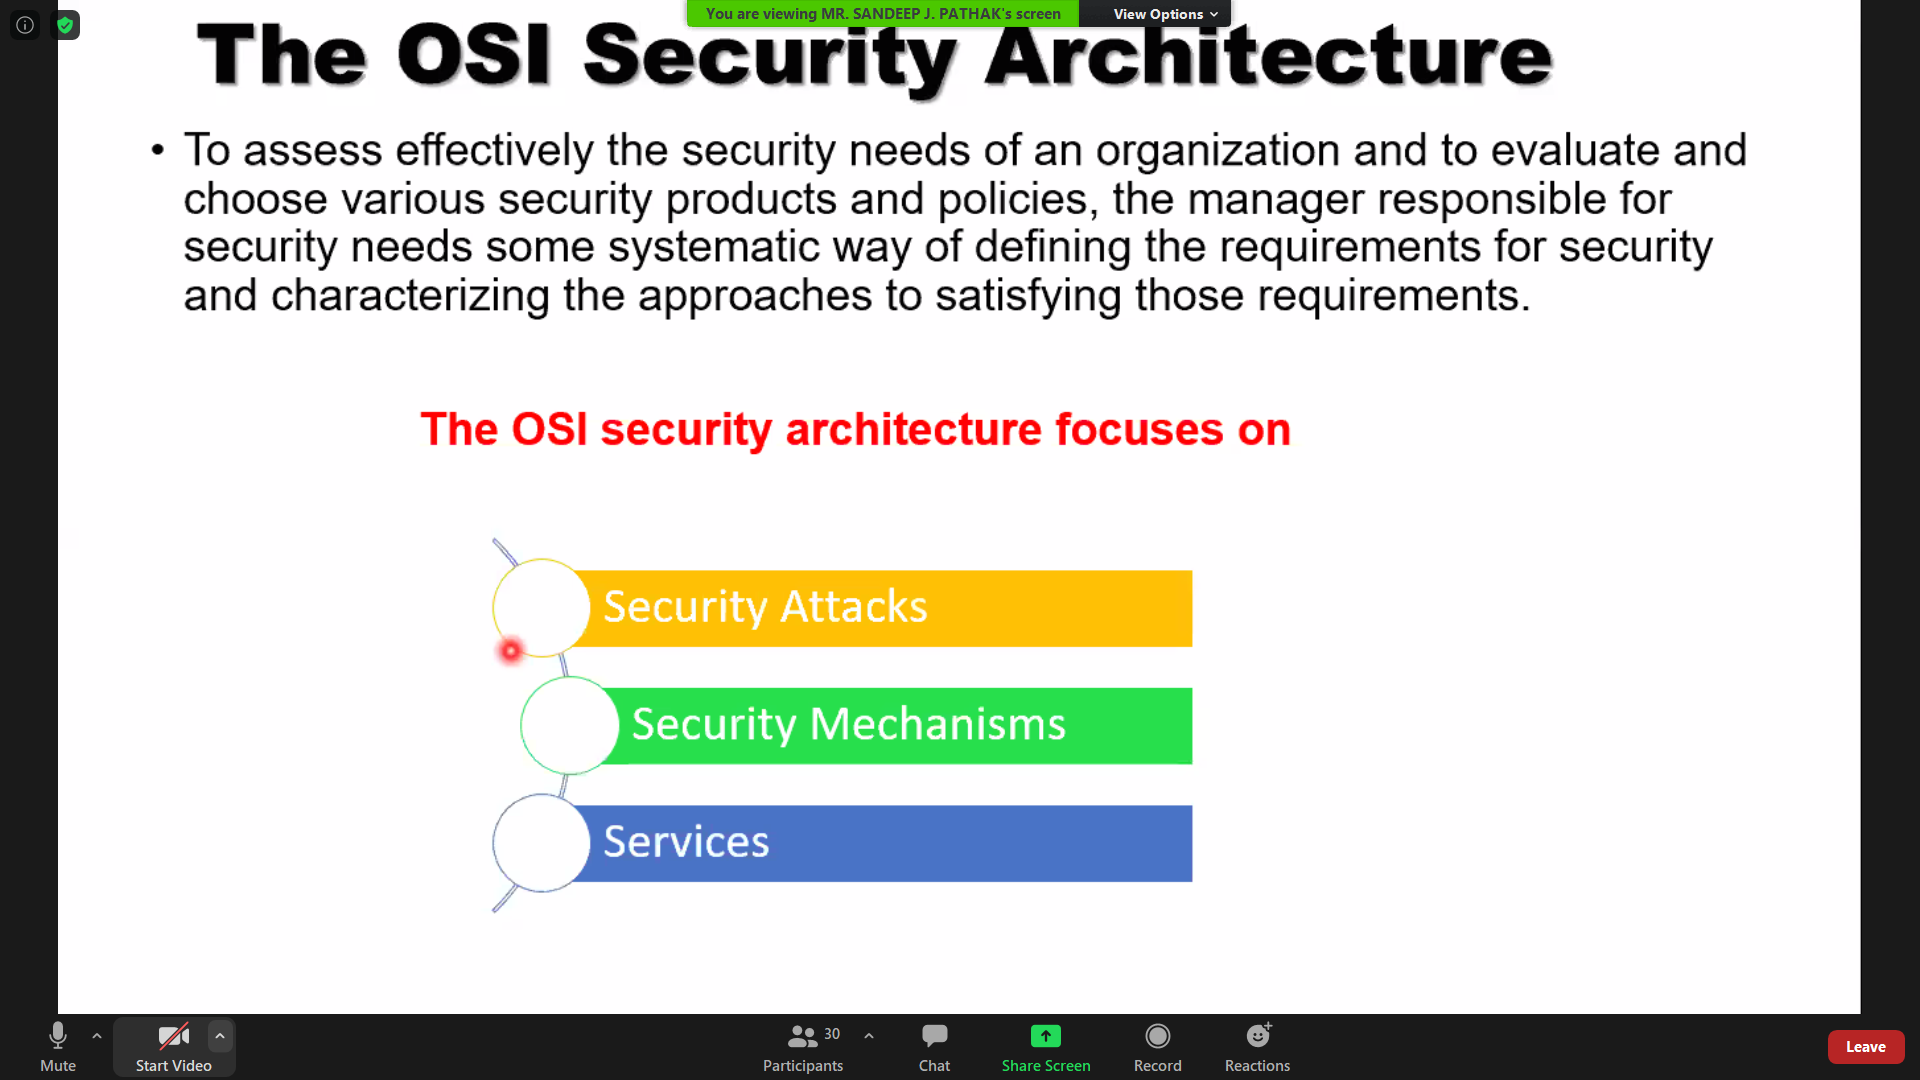 You are viewing MR. SANDEEP J. PATHAK's screen
View Options
The OSI Security Architecture
• To assess effectively the security needs of an organization and to evaluate and
choose various security products and policies, the manager responsible for
security needs some systematic way of defining the requirements for security
and characterizing the approaches to satisfying those requirements.
The OSI security architecture focuses on
Security Attacks
Security Mechanisms
Services
Mute
Start Video
30
Participants
Chat
Share Screen
Record
Reactions
Leave